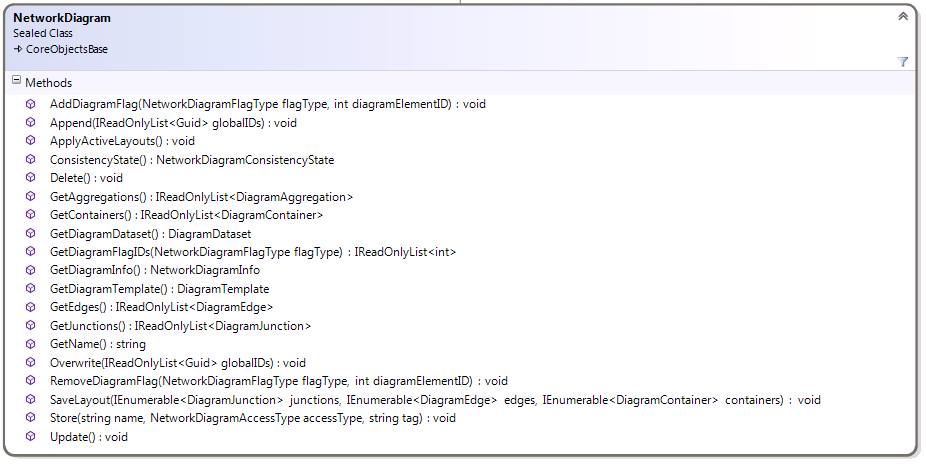 NetworkDiagram
Sealed Class
CoreObjectsBase
Methods
AddDiagramFlag(NetworkDiagramFlagType flagType, int diagramElementID) : void
Append(IReadOnlyList<Guid> globalIDs) : void
ApplyActiveLayouts() : void
ConsistencyState() : NetworkDiagramConsistencyState
Delete() : void
GetAggregations() : IReadOnlyList<DiagramAggregation>
GetContainers() : IReadOnlyList<DiagramContainer>
GetDiagramDataset() : DiagramDataset
GetDiagramFlagIDs(NetworkDiagramFlagType flagType) : IReadOnlyList<int>
GetDiagramInfo() : NetworkDiagramInfo
GetDiagramTemplate() : DiagramTemplate
GetEdges() : IReadOnlyList<DiagramEdge>
GetJunctions() : IReadOnlyList<DiagramJunction>
GetName() : string
Overwrite(IReadOnlyList<Guid> globalIDs) : void
RemoveDiagramFlag(NetworkDiagramFlagType flagType, int diagramElementID) : void
SaveLayout(IEnumerable<DiagramJunction> junctions, IEnumerable<DiagramEdge> edges, IEnumerable<DiagramContainer> containers) : void
Store(string name, NetworkDiagramAccessType accessType, string tag) : void
Update() : void